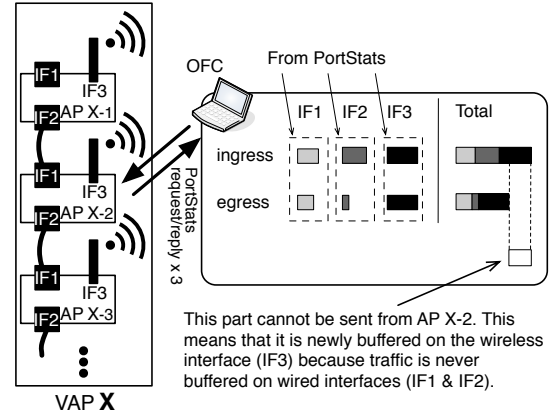 IF1
IF3
IF2 AP X-1
IF1
IF3
IF2 AP X-2
IF1
IF3
IF2 AP X-3
VAP X
OFC
PortStats
request/reply x 3
From PortStats
IF1 IF2 IF3 Total
ingress
egress
This part cannot be sent from AP X-2. This
means that it is newly buffered on the wireless
interface (IF3) because traffic is never
buffered on wired interfaces (IF1 & IF2).